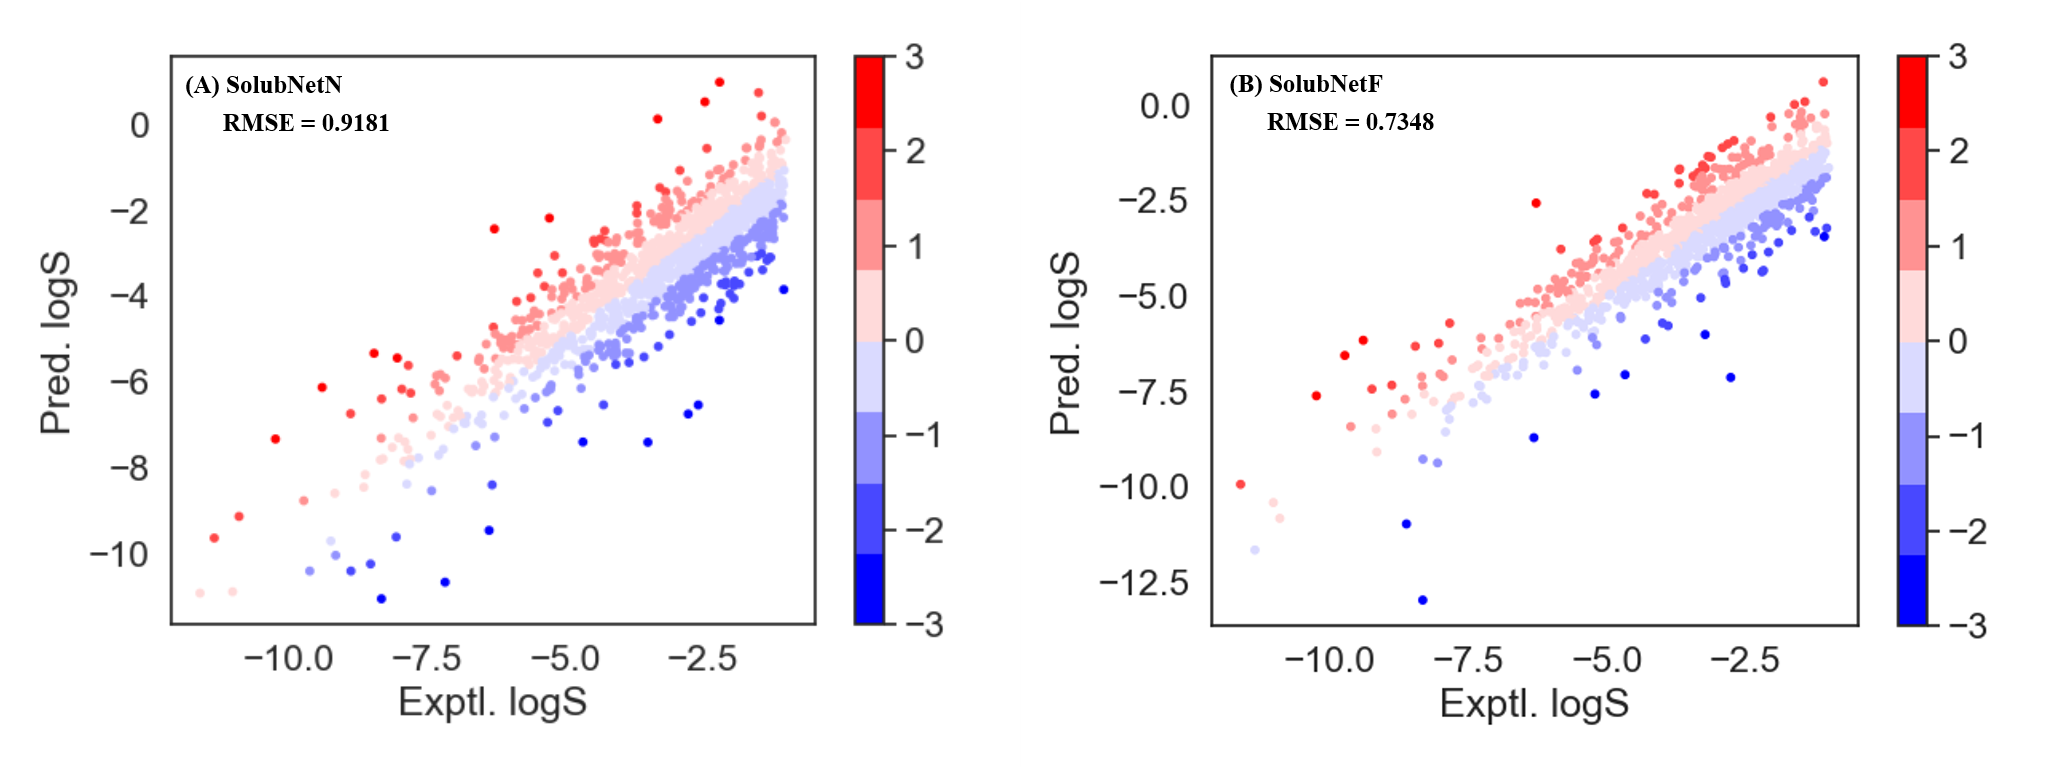 (A) SolubNetN
RMSE = 0.9181
0
−2
−4
−6
−8
−10
Pred. logS
−10.0 −7.5 −5.0 −2.5
Exptl. logS
3
2
1
0
−1
−2
−3
(B) SolubNetF
RMSE = 0.7348
0.0
−2.5
−5.0
−7.5
−10.0
−12.5
Pred. logS
−10.0 −7.5 −5.0 −2.5
Exptl. logS
3
2
1
0
−1
−2
−3